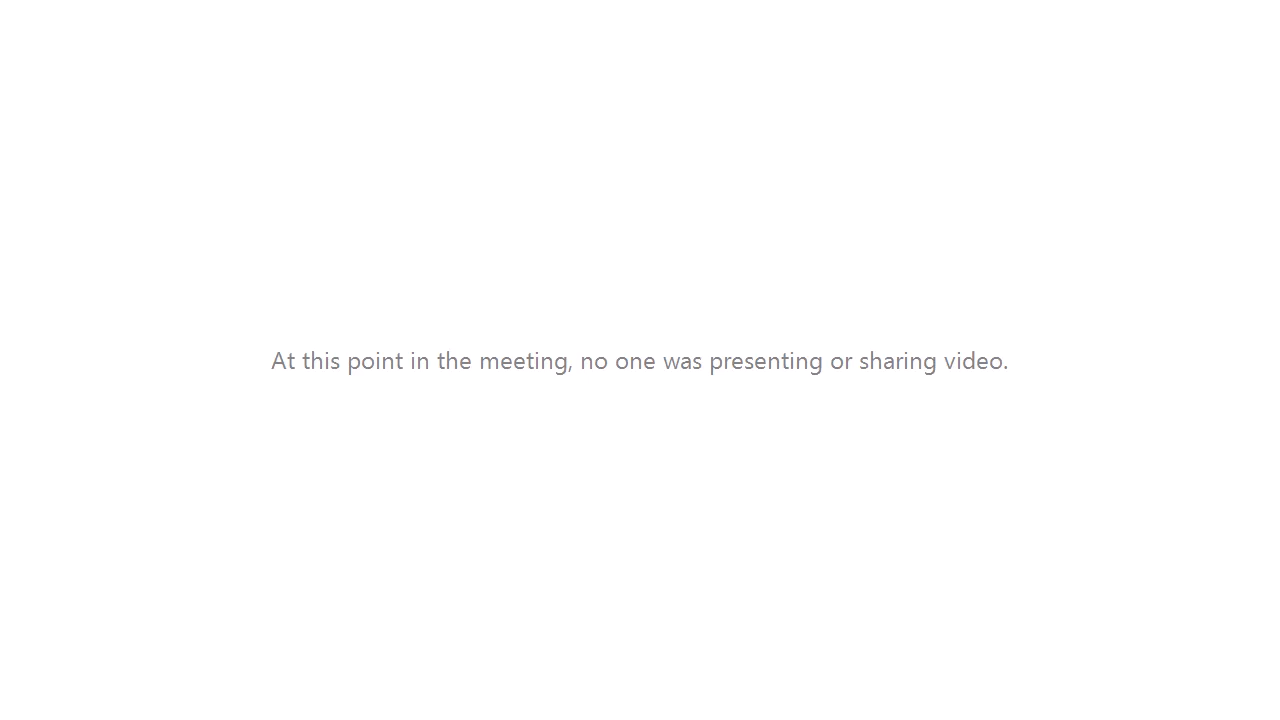 At this point in the meeting, no one was presenting or sharing video.